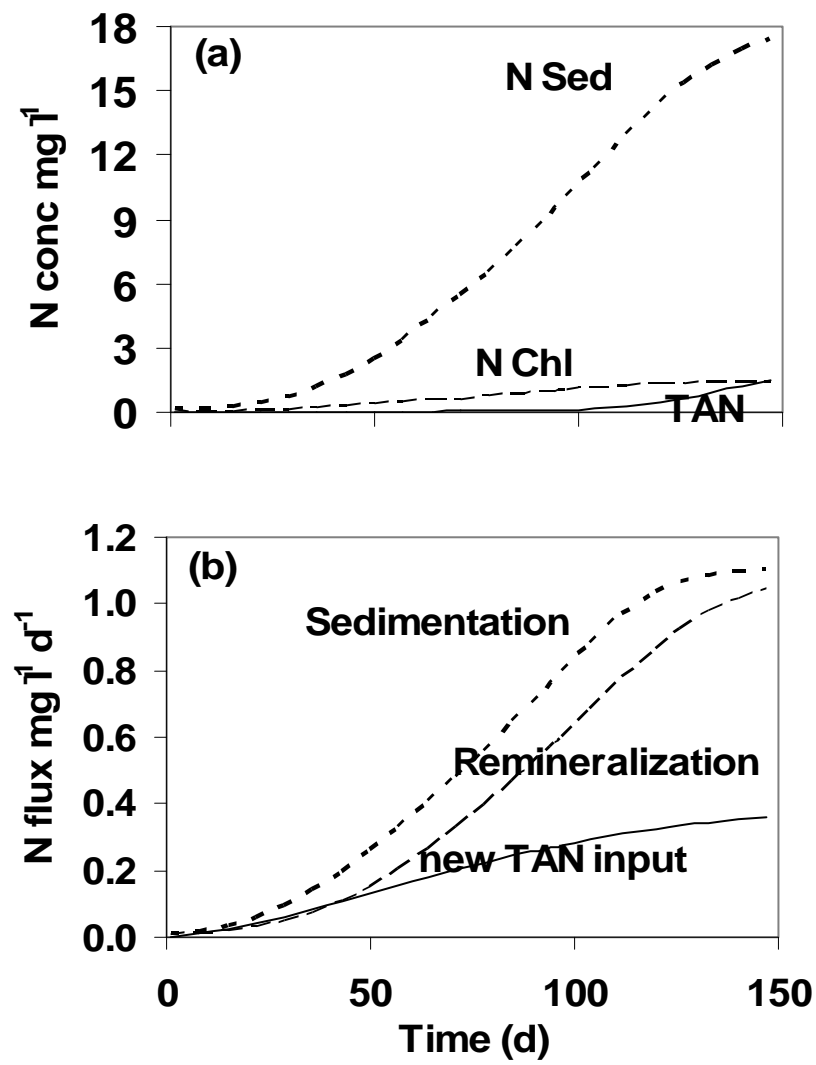 (a)
18
15
12
9
6
3
0
N conc mg l⁻¹
N Sed
N Chl
TAN
(b)
1.2
1.0
0.8
0.6
0.4
0.2
0.0
N flux mg l⁻¹ d⁻¹
Sedimentation
Remineralization
new TAN input
0 50 100 150
Time (d)